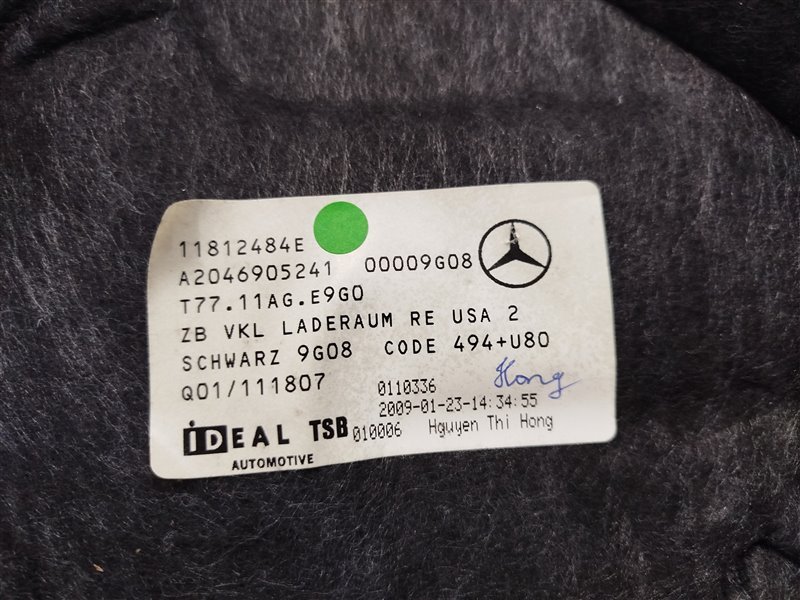 11812484E
A2046905241 00009G08
T77.11AG.E9G0
ZB VKL LADERAUM RE USA 2
SCHWARZ 9G08 CODE 494+U80
Q01/111807
0110336
Hong
2009-01-23-14:34:55
iDEAL TSB 010006 Hguyen Thi Hong
AUTOMOTIVE